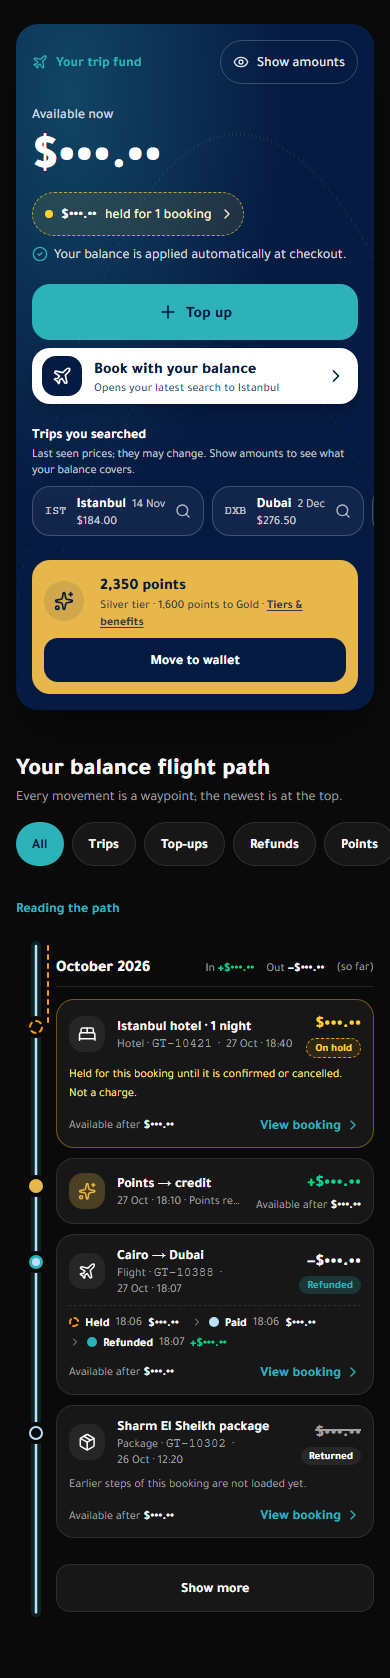 Your trip fund
Show amounts
Available now
$•••.••
$•••.•• held for 1 booking
Your balance is applied automatically at checkout.
Top up
Book with your balance
Opens your latest search to Istanbul
Trips you searched
Last seen prices; they may change. Show amounts to see what
your balance covers.
IST Istanbul 14 Nov
$184.00
DXB Dubai 2 Dec
$276.50
2,350 points
Silver tier · 1,600 points to Gold · Tiers &
benefits
Move to wallet
Your balance flight path
Every movement is a waypoint; the newest is at the top.
All
Trips
Top-ups
Refunds
Points
Reading the path
October 2026
In +$•••.•• Out –$•••.•• (so far)
Istanbul hotel · 1 night
$•••.••
Hotel · GT-10421 · 27 Oct · 18:40
On hold
Held for this booking until it is confirmed or cancelled.
Not a charge.
Available after $•••.••
View booking
Points → credit
+$•••.••
27 Oct · 18:10 · Points re…
Available after $•••.••
Cairo → Dubai
–$•••.••
Flight · GT-10388 ·
27 Oct · 18:07
Refunded
Held 18:06 $•••.•• › Paid 18:06 $•••.••
› Refunded 18:07 +$•••.••
Available after $•••.••
View booking
Sharm El Sheikh package
$•••.••
Package · GT-10302 ·
26 Oct · 12:20
Returned
Earlier steps of this booking are not loaded yet.
Available after $•••.••
View booking
Show more